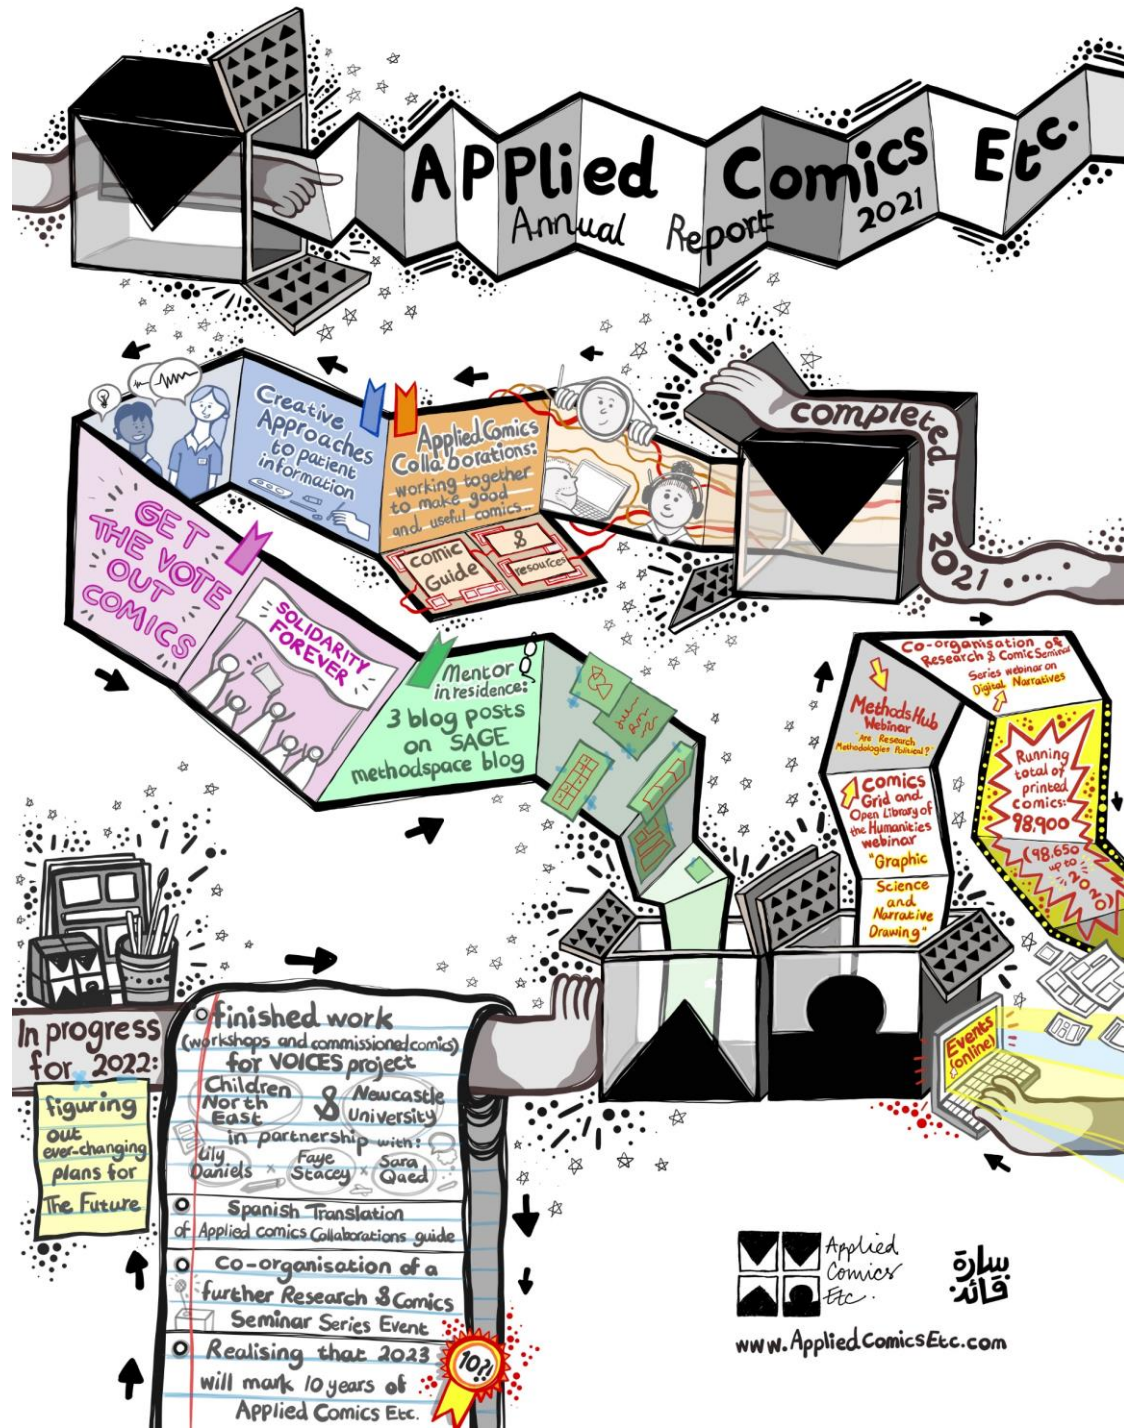 Applied Comics Etc.
Annual Report 2021
completed in 2021
Applied Comics
Collaborations:
working together
to make good
and useful comics...
comic
Guide
&
resources
Creative
Approaches
to patient
information
GET
THE VOTE
OUT
COMICS
SOLIDARITY
FOREVER
Mentor
in residence:
3 blog posts
on SAGE
methodspace blog
Events
(online)
Comics
Grid and
Open Library of
the Humanities
webinar
"Graphic
Science
and
Narrative
Drawing"
Methods Hub
Webinar
"Are Research
Methodologies Political?"
Co-organisation of
Research & Comic Seminar
Series webinar on
Digital Narratives
Running
total of
printed
comics:
98,900
(98,650
up to
2020)
In progress
for 2022:
figuring
out
ever-changing
plans for
The Future
finished work
(workshops and commissioned comics)
for VOICES project
Children
North
East
&
Newcastle
University
in partnership with:
Lily
Daniels
x
Faye
Stacey
x
Sara
Qaed
Spanish Translation
of Applied comics Collaborations guide
Co-organisation of a
further Research & Comics
Seminar Series Event
Realising that 2023
will mark 10 years of
Applied Comics Etc.
10?!
Applied
Comics
Etc.
سارة
قائد
www.AppliedComicsEtc.com